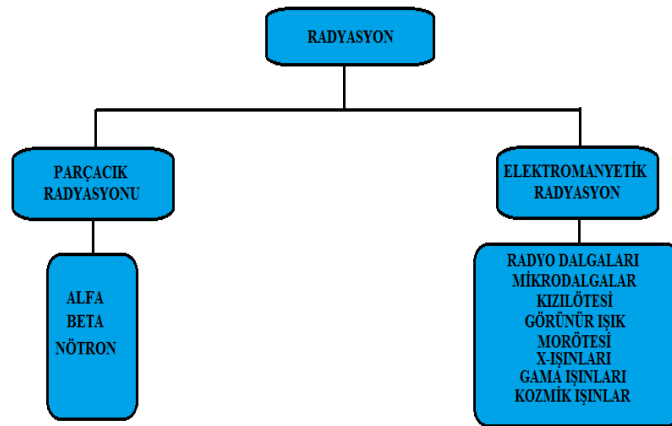 RADYASYON
PARÇACIK
RADYASYONU
ELEKTROMANYETİK
RADYASYON
ALFA
BETA
NÖTRON
RADYO DALGALARI
MİKRODALGALAR
KIZILÖTESİ
GÖRÜNÜR IŞIK
MORÖTESİ
X-IŞINLARI
GAMA IŞINLARI
KOZMİK IŞINLAR